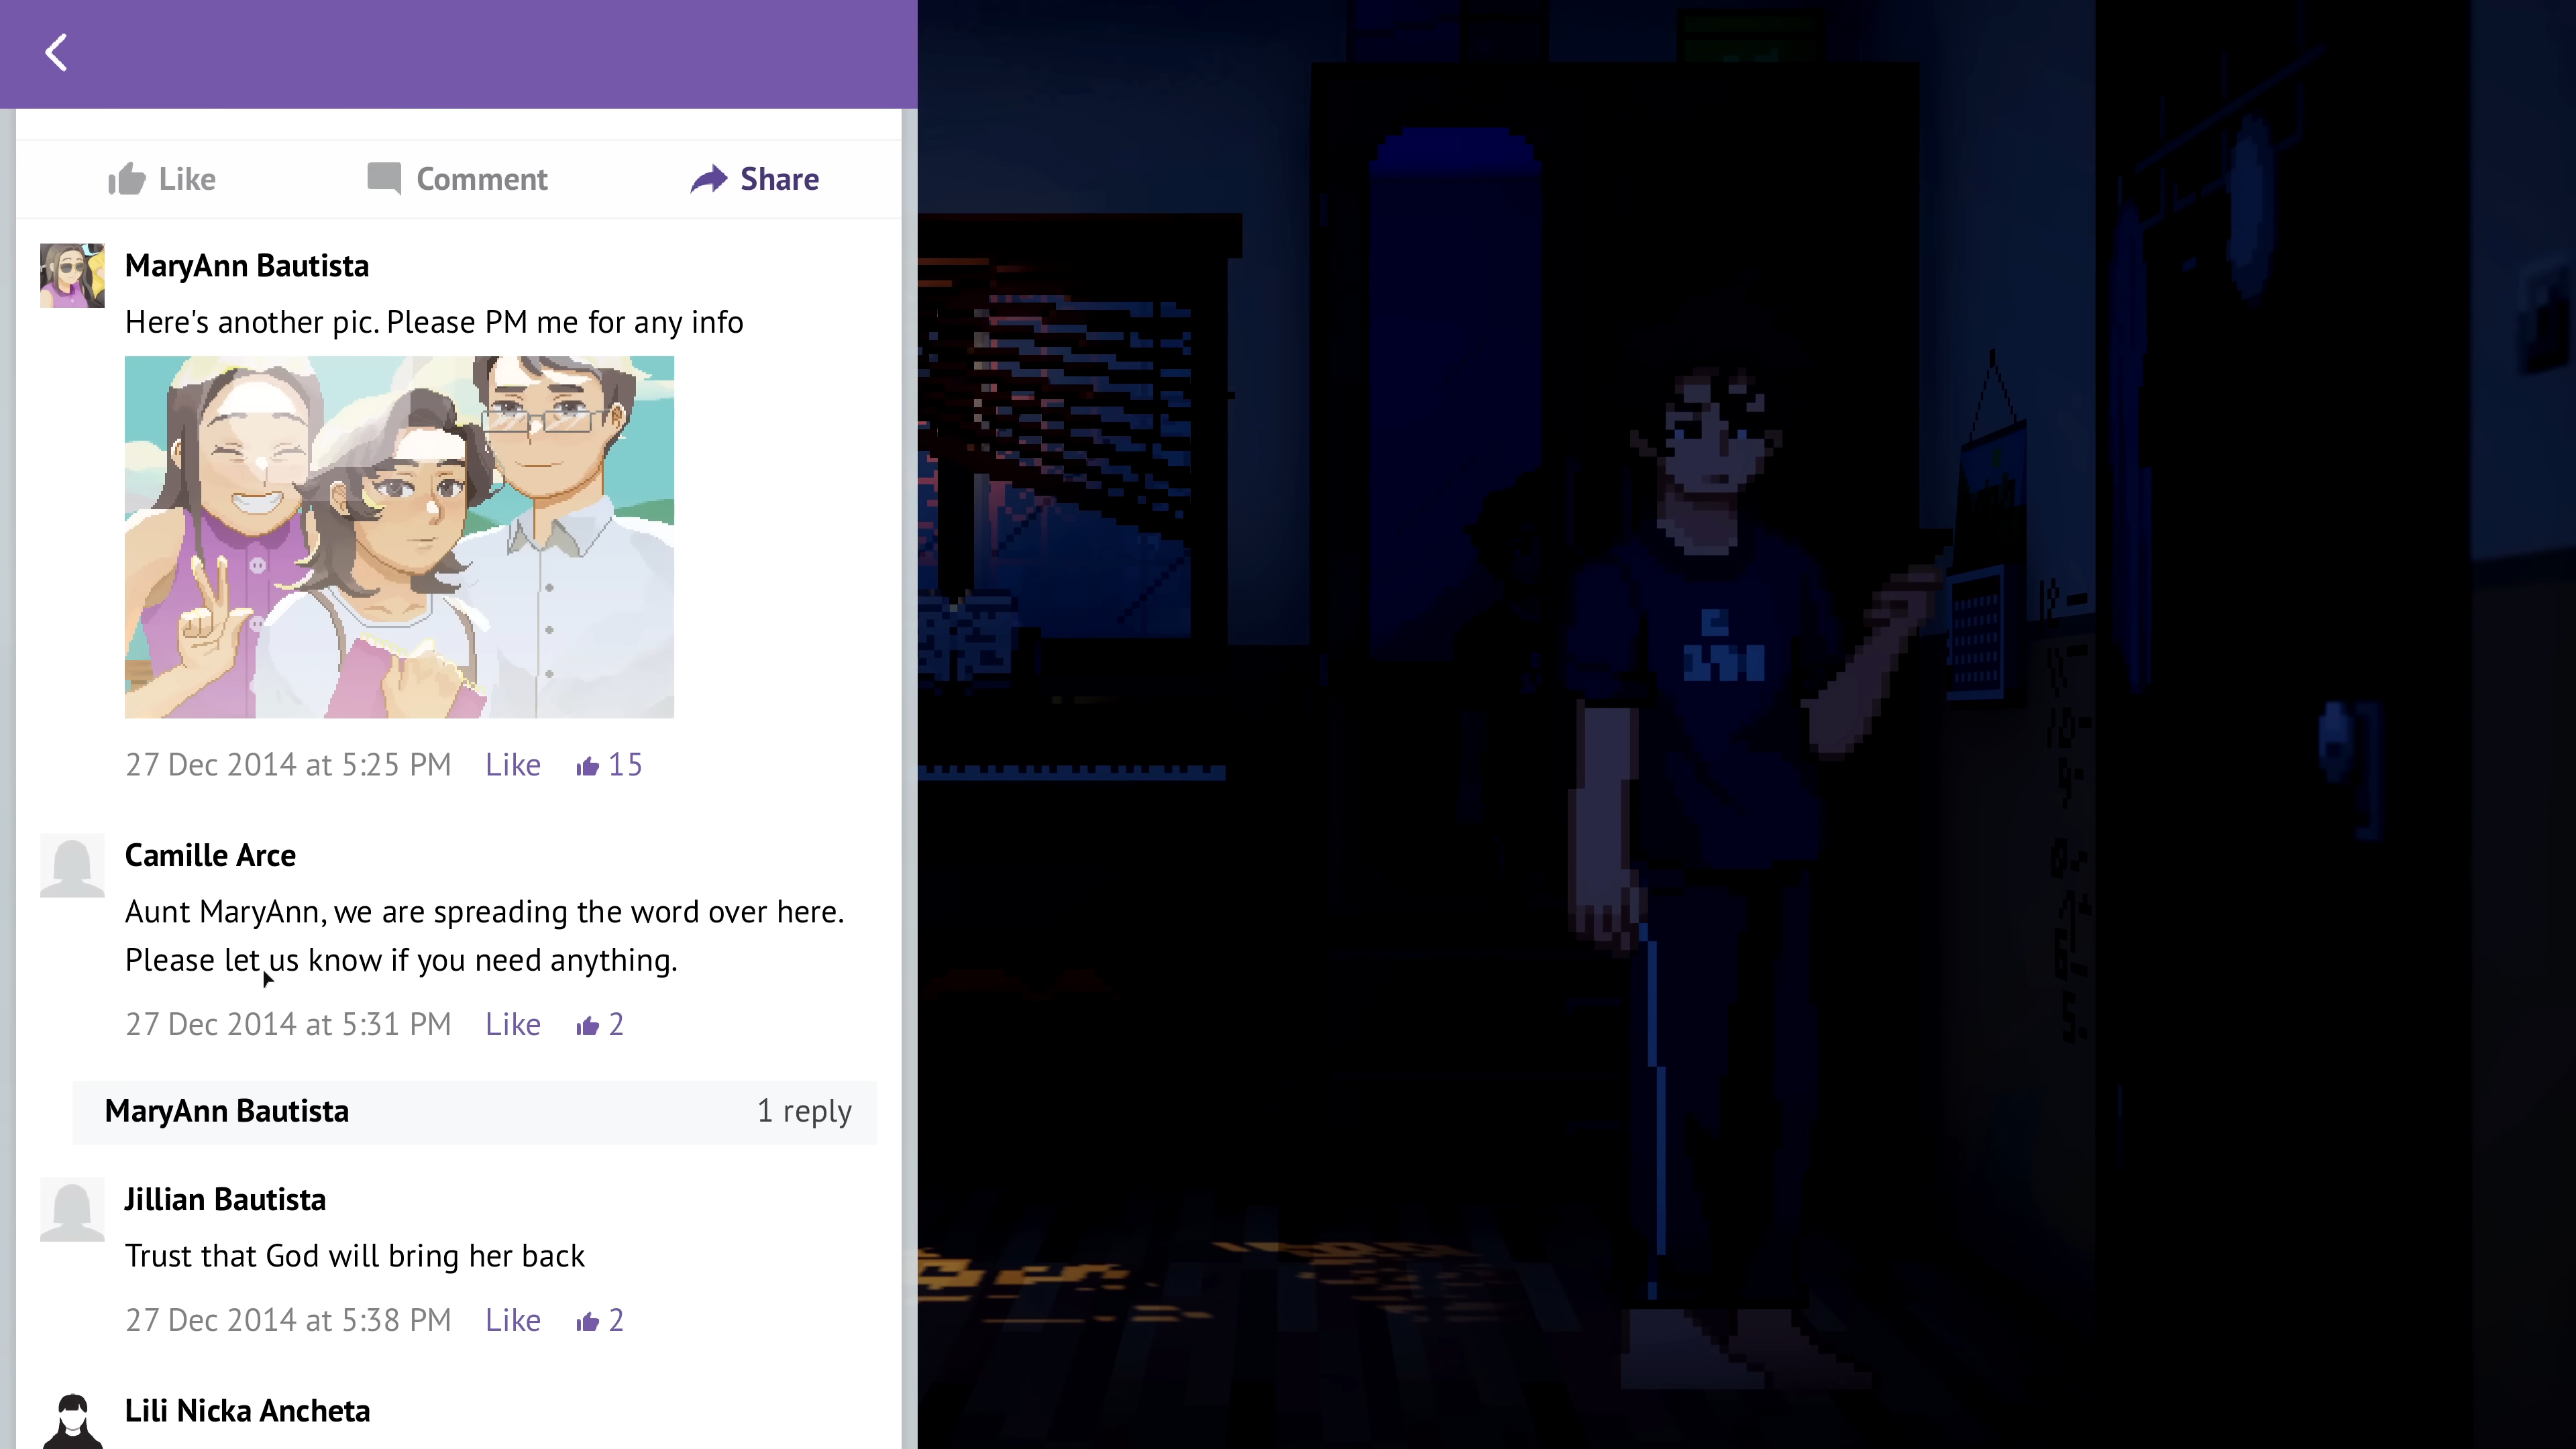 Like Comment Share
MaryAnn Bautista
Here's another pic. Please PM me for any info
27 Dec 2014 at 5:25 PM Like 15
Camille Arce
Aunt MaryAnn, we are spreading the word over here.
Please let us know if you need anything.
27 Dec 2014 at 5:31 PM Like 2
MaryAnn Bautista 1 reply
Jillian Bautista
Trust that God will bring her back
27 Dec 2014 at 5:38 PM Like 2
Lili Nicka Ancheta